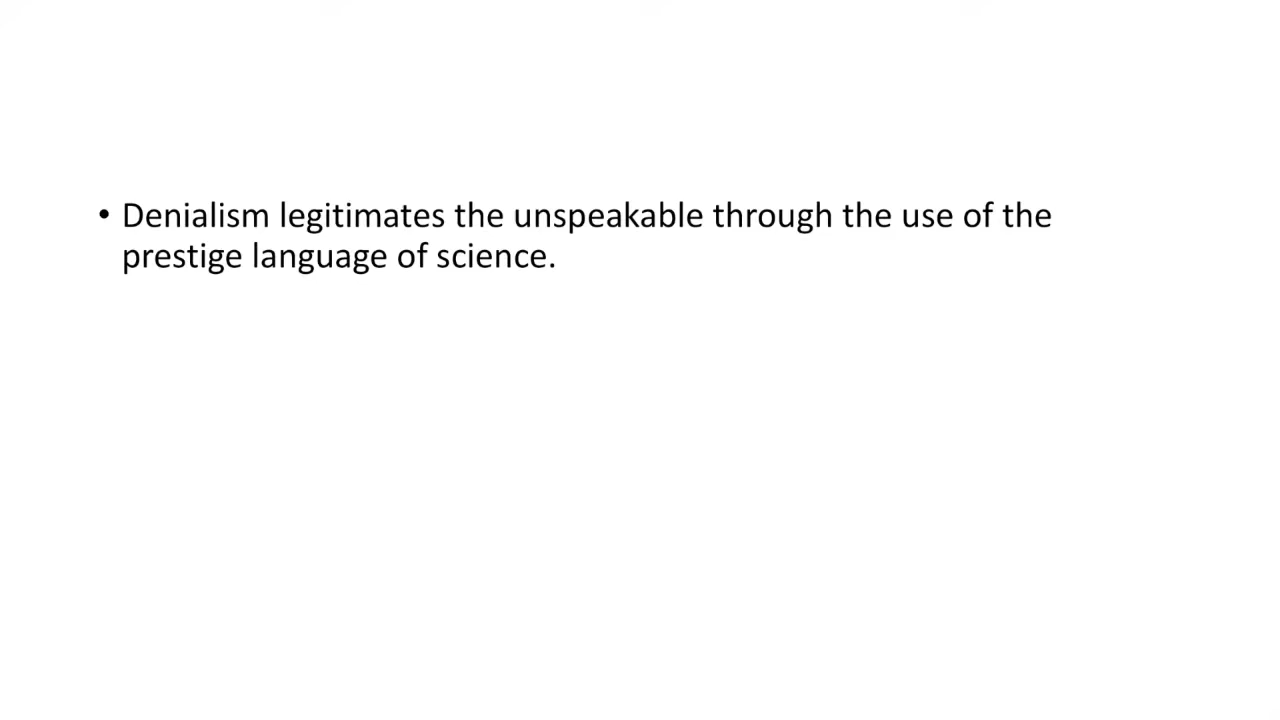 • Denialism legitimates the unspeakable through the use of the
prestige language of science.